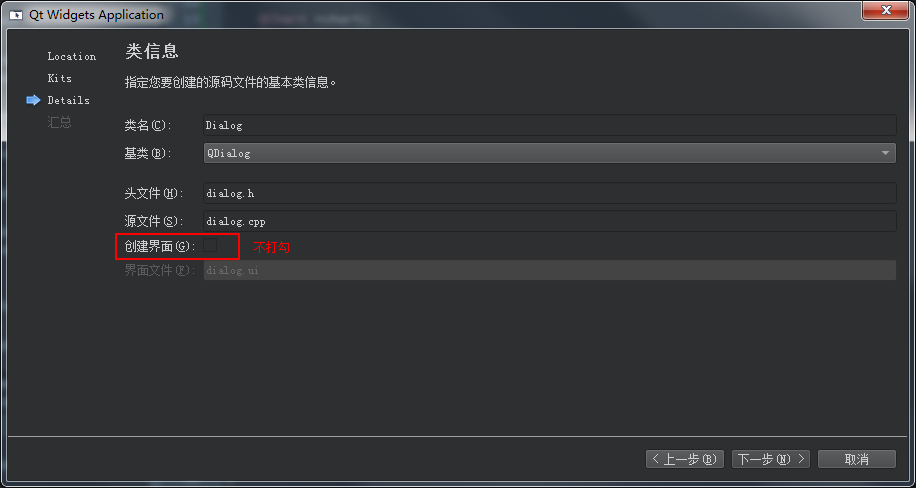 Qt Widgets Application
Location
Kits
Details
汇总
类信息
指定您要创建的源码文件的基本类信息。
类名(C): Dialog
基类(B): QDialog
头文件(H): dialog.h
源文件(S): dialog.cpp
创建界面(G): 不打勾
界面文件(F): dialog.ui
< 上一步(B) 下一步(N) > 取消